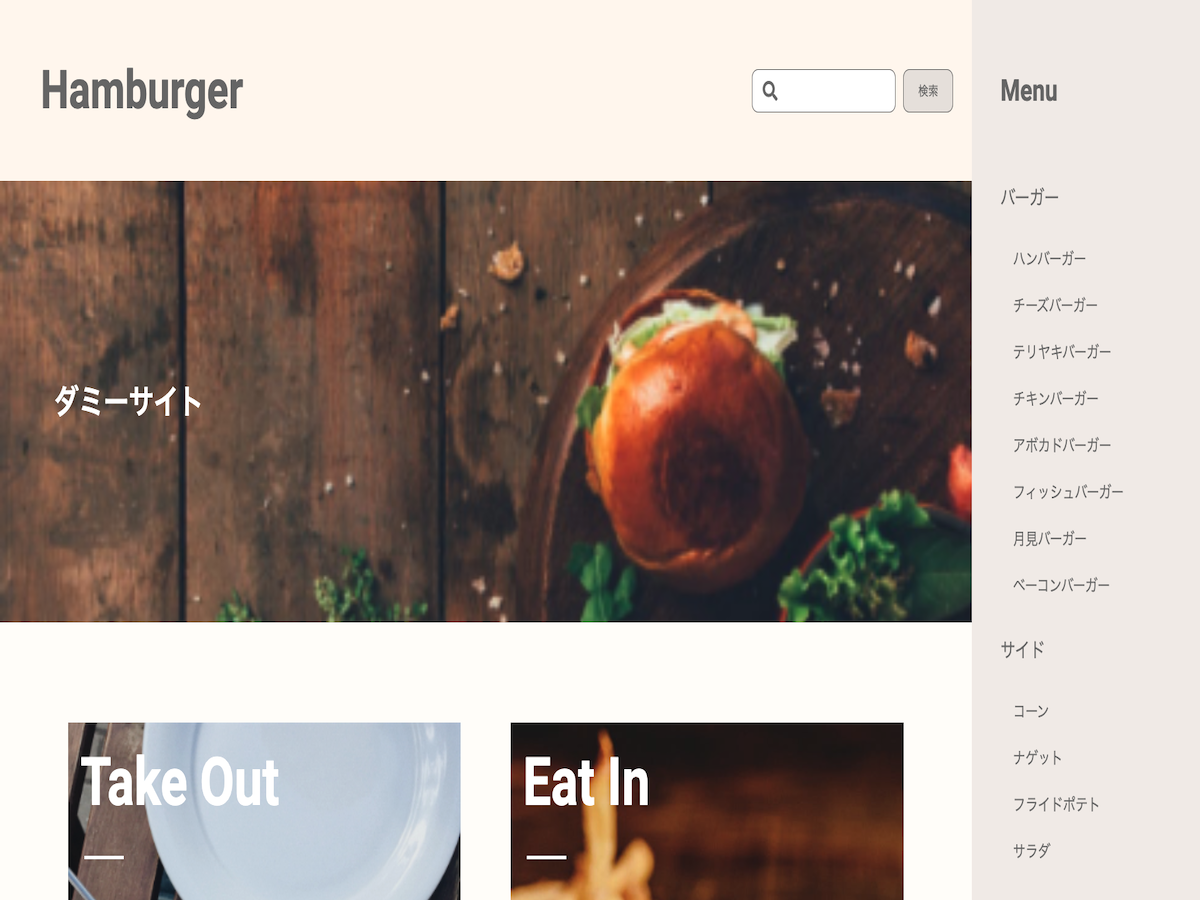 Hamburger
検索
ダミーサイト
Take Out
Eat In
Menu
バーガー
ハンバーガー
チーズバーガー
テリヤキバーガー
チキンバーガー
アボカドバーガー
フィッシュバーガー
月見バーガー
ベーコンバーガー
サイド
コーン
ナゲット
フライドポテト
サラダ